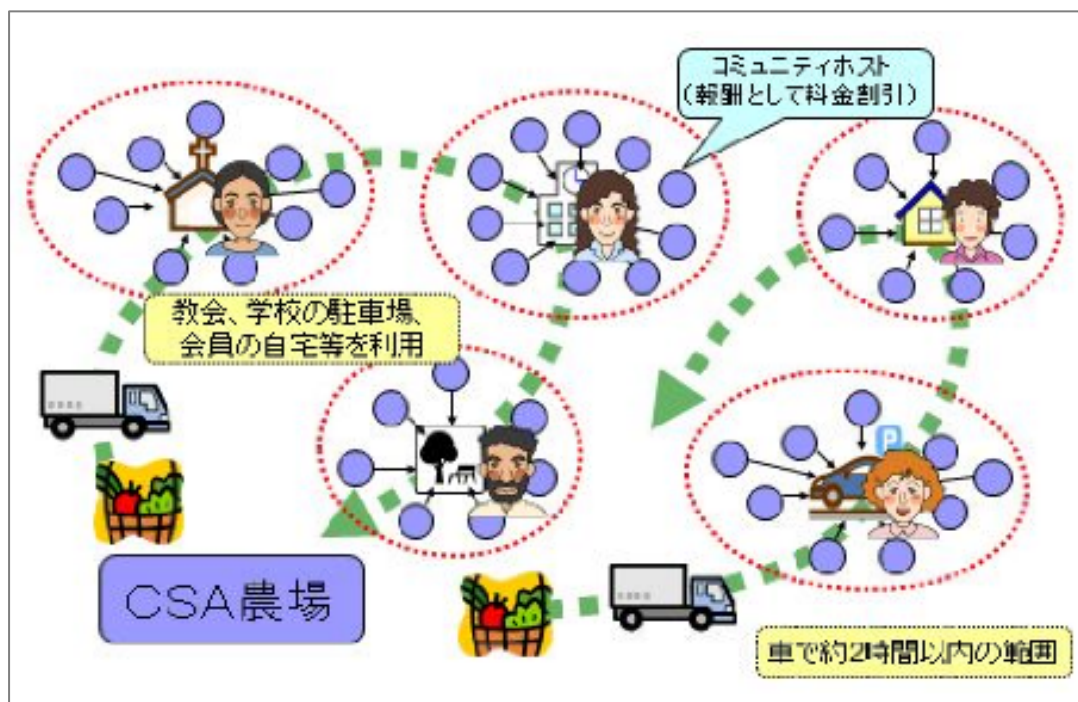 コミュニティホスト
(報酬として料金割引)
教会、学校の駐車場、
会員の自宅等を利用
P
CSA農場
車で約2時間以内の範囲